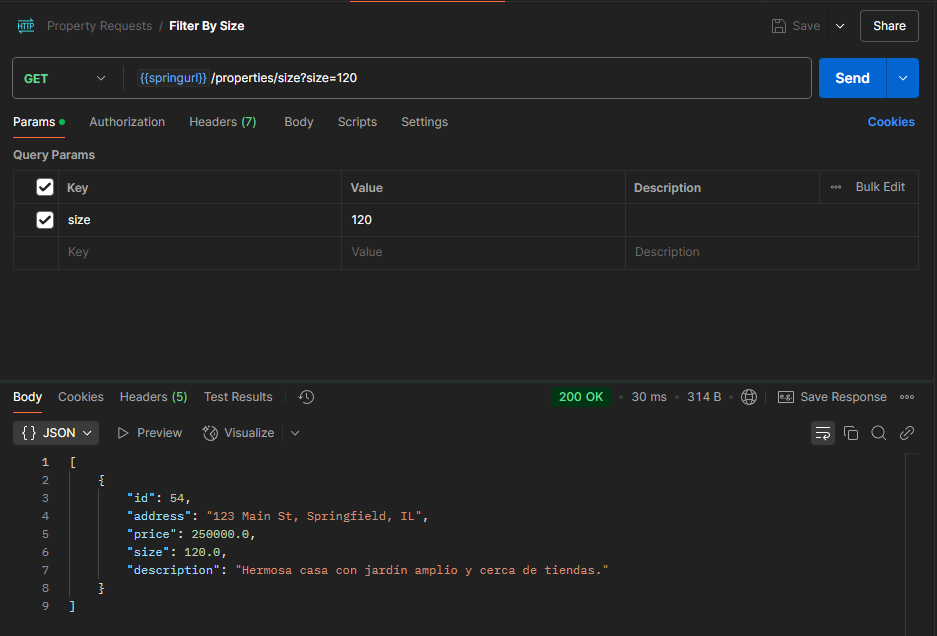 HTTP Property Requests / Filter By Size Save Share
GET {{springurl}} /properties/size?size=120 Send
Params Authorization Headers (7) Body Scripts Settings Cookies
Query Params
Key Value Description Bulk Edit
size 120
Key Value Description
Body Cookies Headers (5) Test Results 200 OK 30 ms 314 B e.g. Save Response
{} JSON Preview Visualize
1 [
2 {
3 "id": 54,
4 "address": "123 Main St, Springfield, IL",
5 "price": 250000.0,
6 "size": 120.0,
7 "description": "Hermosa casa con jardín amplio y cerca de tiendas."
8 }
9 ]